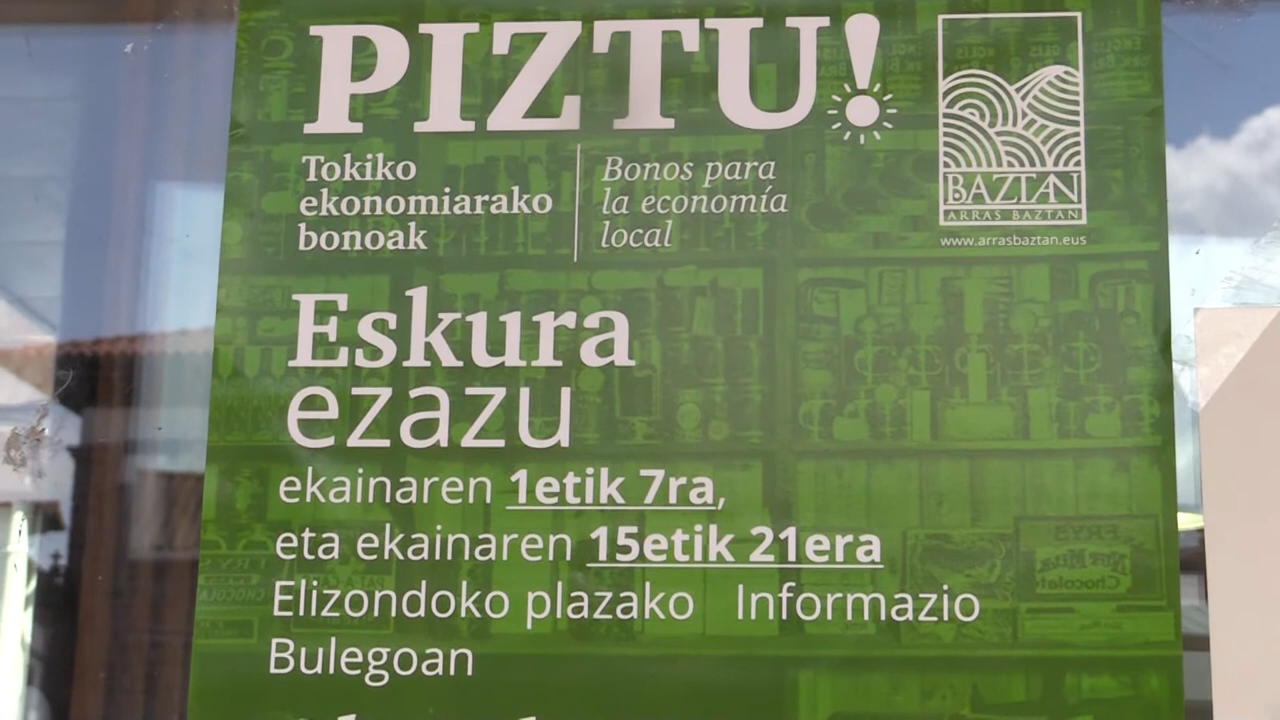 PIZTU!
Tokiko
ekonomiarako
bonoak
Bonos para
la economía
local
BAZTAN
ARRAS BAZTAN
www.arrasbaztan.eus
Eskura
ezazu
ekainaren 1etik 7ra,
eta ekainaren 15etik 21era
Elizondoko plazako Informazio
Bulegoan